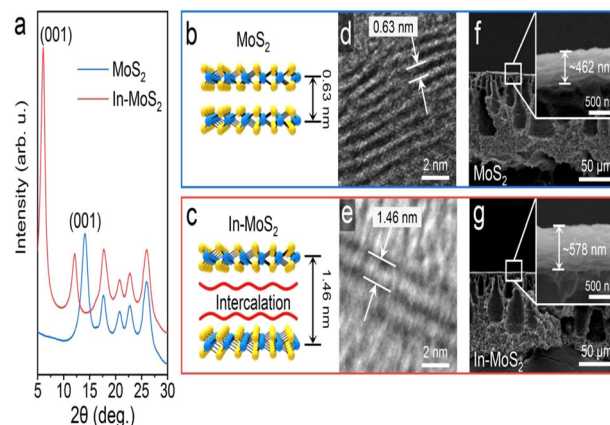 a
(001)
MoS₂
In-MoS₂
(001)
Intensity (arb. u.)
5 10 15 20 25 30
2θ (deg.)
b
MoS₂
0.63 nm
d
0.63 nm
2 nm
f
~462 nm
500 nm
MoS₂
50 μm
c
In-MoS₂
Intercalation
1.46 nm
e
1.46 nm
2 nm
g
~578 nm
500 nm
In-MoS₂
50 μm